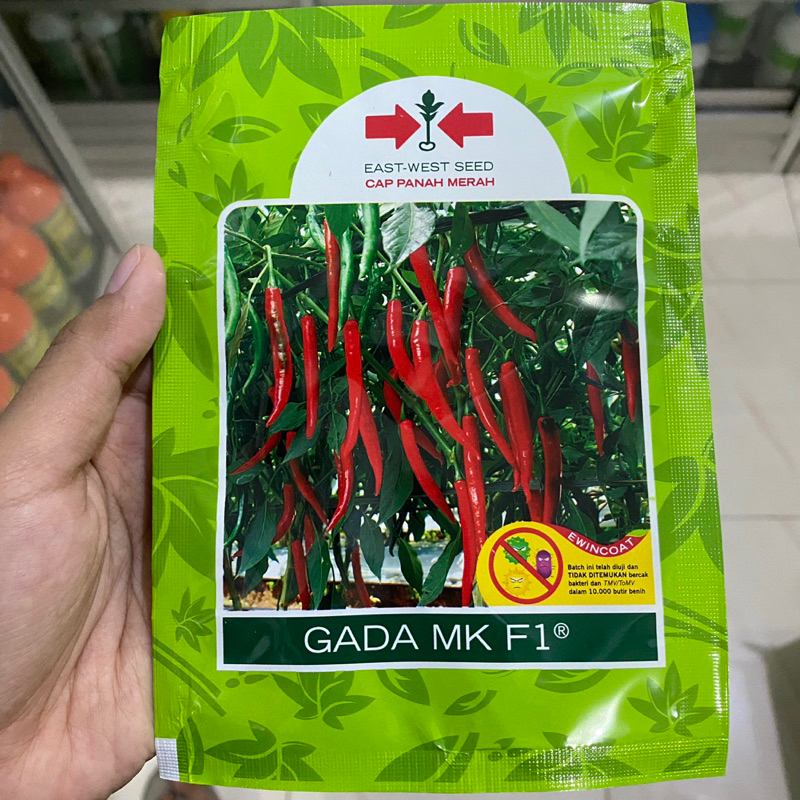 EAST-WEST SEED
CAP PANAH MERAH
EWINCOAT
Batch ini telah diuji dan
TIDAK DITEMUKAN bercak
bakteri dan TMV/ToMV
dalam 10.000 butir benih
GADA MK F1®